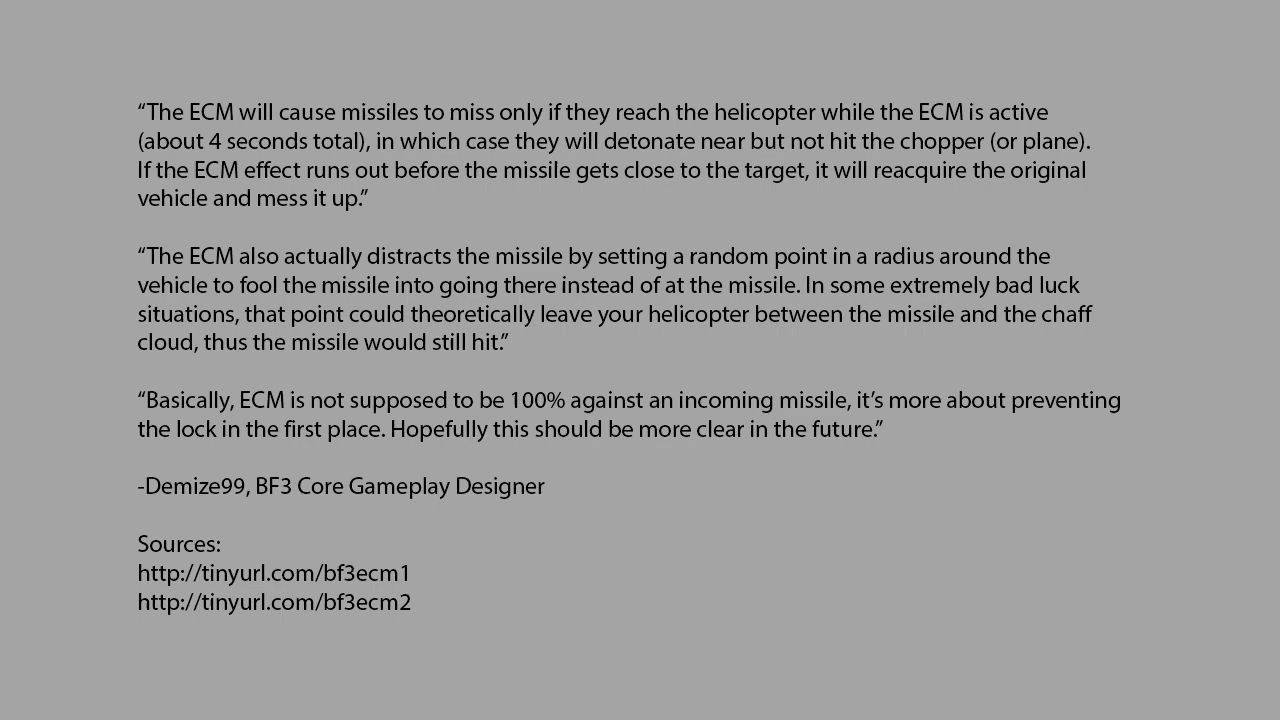 “The ECM will cause missiles to miss only if they reach the helicopter while the ECM is active
(about 4 seconds total), in which case they will detonate near but not hit the chopper (or plane).
If the ECM effect runs out before the missile gets close to the target, it will reacquire the original
vehicle and mess it up.”
“The ECM also actually distracts the missile by setting a random point in a radius around the
vehicle to fool the missile into going there instead of at the missile. In some extremely bad luck
situations, that point could theoretically leave your helicopter between the missile and the chaff
cloud, thus the missile would still hit.”
“Basically, ECM is not supposed to be 100% against an incoming missile, it’s more about preventing
the lock in the first place. Hopefully this should be more clear in the future.”
-Demize99, BF3 Core Gameplay Designer
Sources:
http://tinyurl.com/bf3ecm1
http://tinyurl.com/bf3ecm2